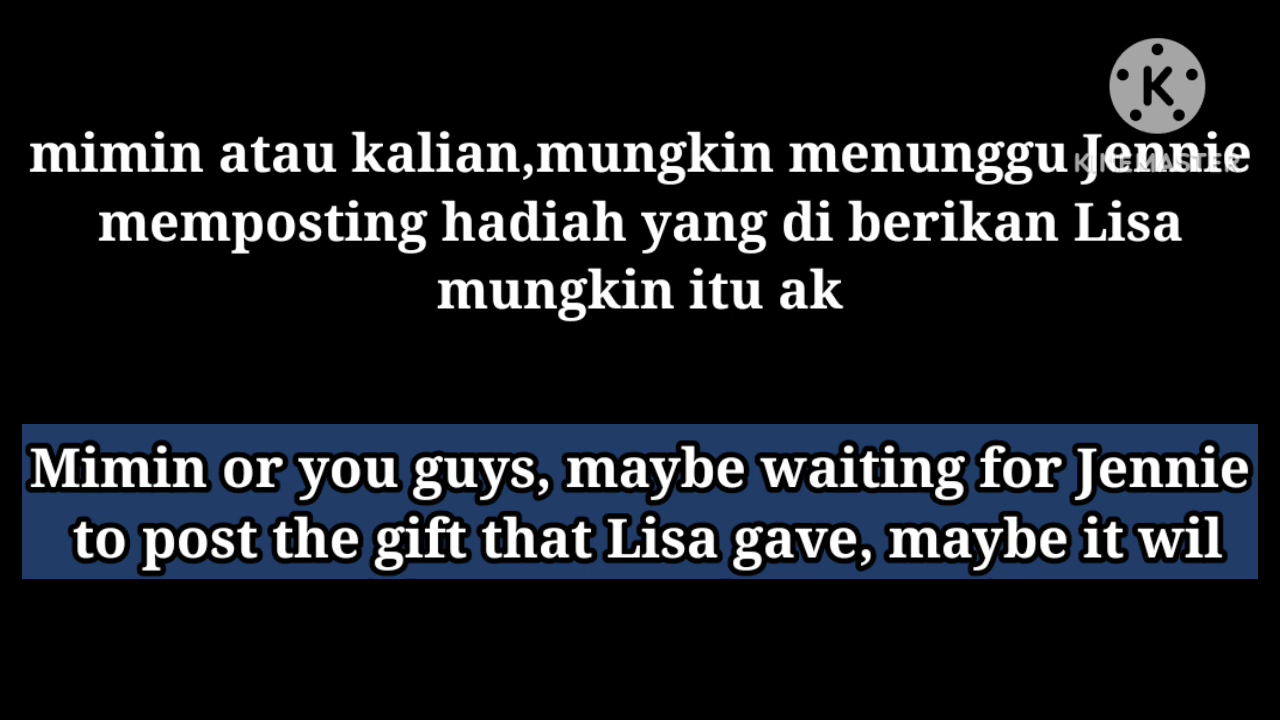 mimin atau kalian,mungkin menunggu Jennie
memposting hadiah yang di berikan Lisa
mungkin itu ak
K
KINEMASTER
Mimin or you guys, maybe waiting for Jennie
to post the gift that Lisa gave, maybe it wil